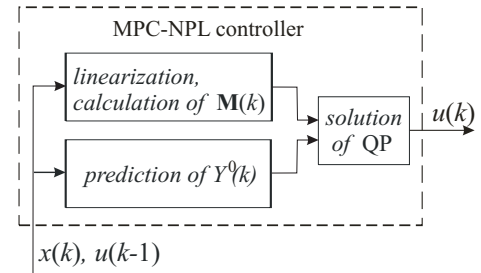 MPC-NPL controller
linearization,
calculation of M(k)
prediction of Y⁰(k)
solution
of QP
u(k)
x(k), u(k-1)